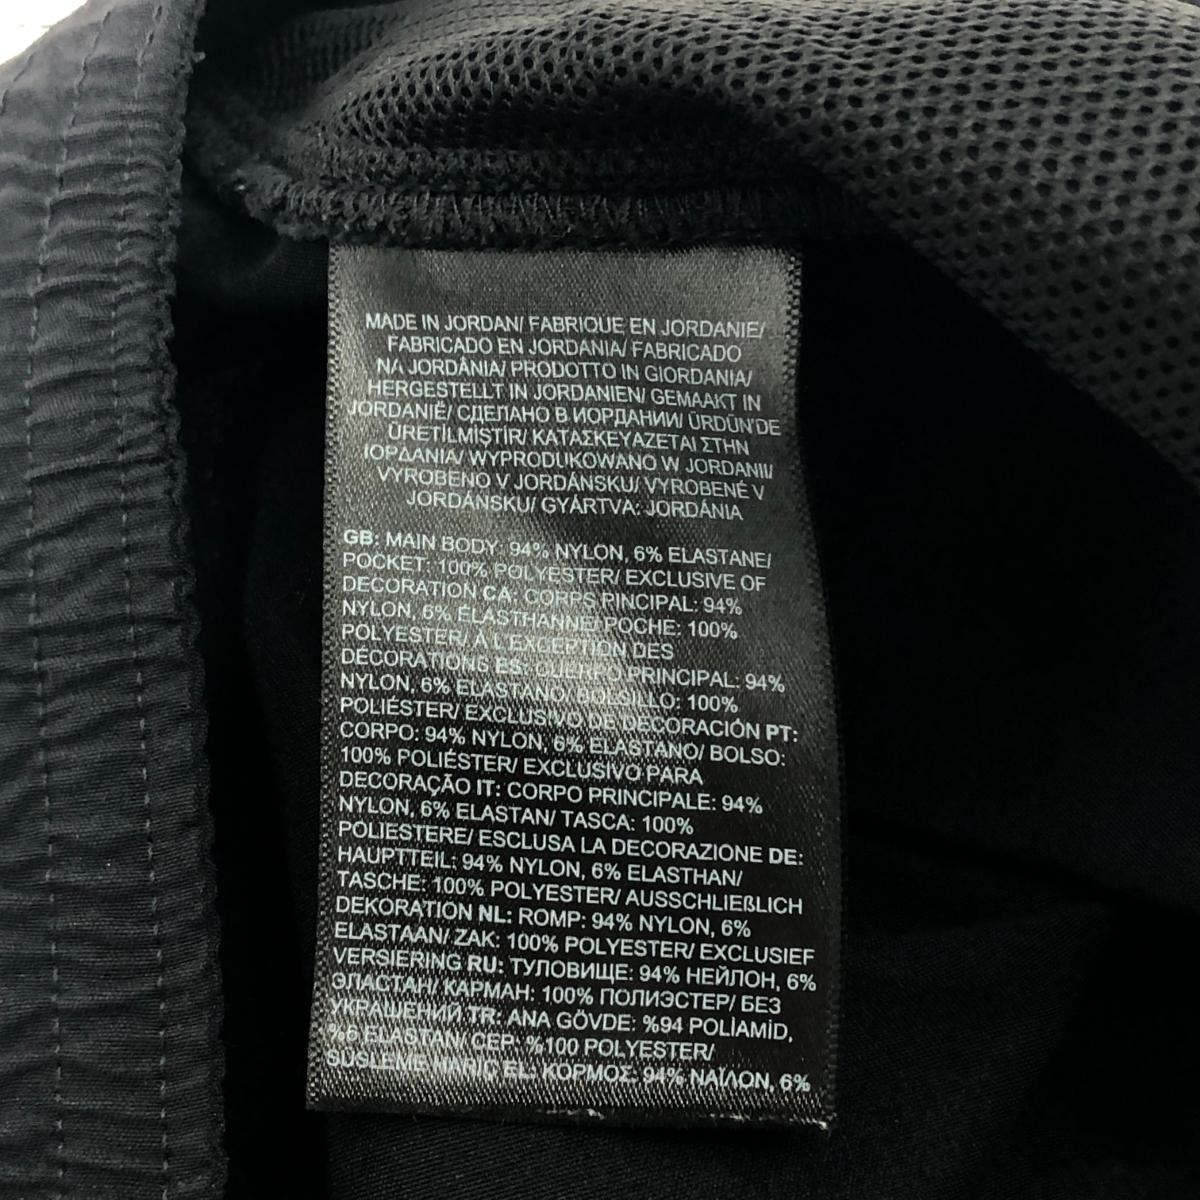 MADE IN JORDAN/ FABRIQUE EN JORDANIE/
FABRICADO EN JORDANIA/ FABRICADO
NA JORDÂNIA/ PRODOTTO IN GIORDANIA/
HERGESTELLT IN JORDANIEN/ GEMAAKT IN
JORDANIË/ СДЕЛАНО В ИОРДАНИИ/ ÜRDÜN'DE
ÜRETİLMİŞTİR/ ΚΑΤΑΣΚΕΥΑΖΕΤΑΙ ΣΤΗΝ
ΙΟΡΔΑΝΙΑ/ WYPRODUKOWANO W JORDANII/
VYROBENO V JORDÁNSKU/ VYROBENÉ V
JORDÁNSKU/ GYÁRTVA: JORDÁNIA
GB: MAIN BODY: 94% NYLON, 6% ELASTANE/
POCKET: 100% POLYESTER/ EXCLUSIVE OF
DECORATION CA: CORPS PINCIPAL: 94%
NYLON, 6% ÉLASTHANNE/ POCHE: 100%
POLYESTER/ À L'EXCEPTION DES
DÉCORATIONS ES: CUERPO PRINCIPAL: 94%
NYLON, 6% ELASTANO/ BOLSILLO: 100%
POLIÉSTER/ EXCLUSIVO DE DECORACIÓN PT:
CORPO: 94% NYLON, 6% ELASTANO/ BOLSO:
100% POLIÉSTER/ EXCLUSIVO PARA
DECORAÇÃO IT: CORPO PRINCIPALE: 94%
NYLON, 6% ELASTAN/ TASCA: 100%
POLIESTERE/ ESCLUSA LA DECORAZIONE DE:
HAUPTTEIL: 94% NYLON, 6% ELASTHAN/
TASCHE: 100% POLYESTER/ AUSSCHLIEßLICH
DEKORATION NL: ROMP: 94% NYLON, 6%
ELASTAAN/ ZAK: 100% POLYESTER/ EXCLUSIEF
VERSIERING RU: ТУЛОВИЩЕ: 94% НЕЙЛОН, 6%
ЭЛАСТАН/ КАРМАН: 100% ПОЛИЭСТЕР/ БЕЗ
УКРАШЕНИЙ TR: ANA GÖVDE: %94 POLİAMİD,
%6 ELASTAN/ CEP: %100 POLYESTER/
SÜSLEME HARİÇ EL: ΚΟΡΜΟΣ: 94% ΝΑΪΛΟΝ, 6%